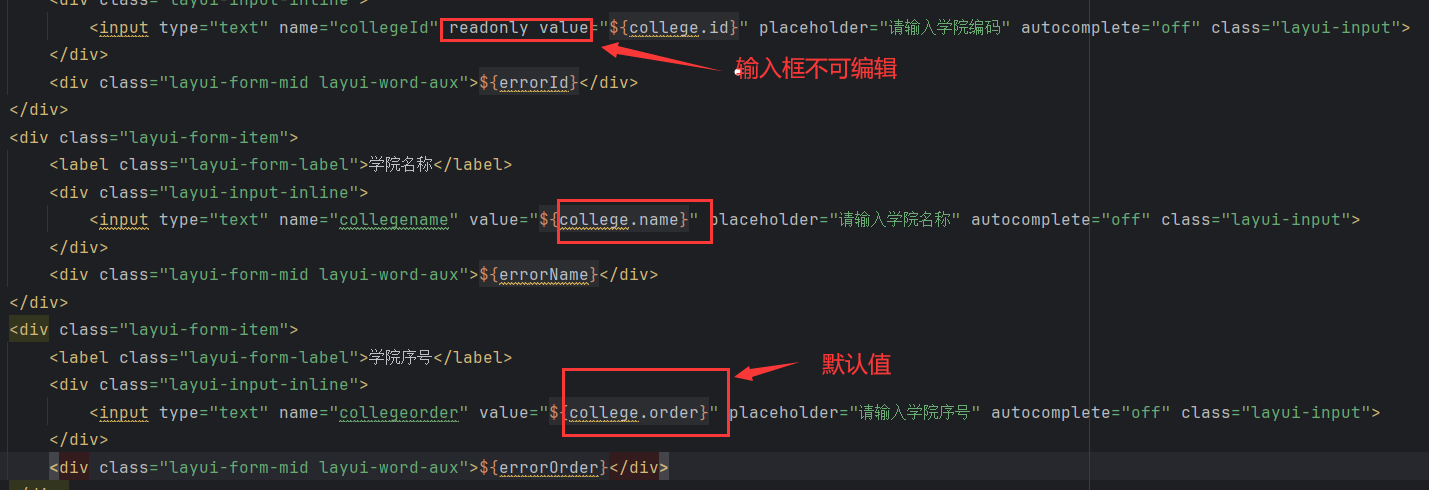 <input type="text" name="collegeId" readonly value="${college.id}" placeholder="请输入学院编码" autocomplete="off" class="layui-input">
</div>
输入框不可编辑
<div class="layui-form-mid layui-word-aux">${errorId}</div>
</div>
<div class="layui-form-item">
<label class="layui-form-label">学院名称</label>
<div class="layui-input-inline">
<input type="text" name="collegename" value="${college.name}" placeholder="请输入学院名称" autocomplete="off" class="layui-input">
</div>
<div class="layui-form-mid layui-word-aux">${errorName}</div>
</div>
<div class="layui-form-item">
<label class="layui-form-label">学院序号</label>
默认值
<div class="layui-input-inline">
<input type="text" name="collegeorder" value="${college.order}" placeholder="请输入学院序号" autocomplete="off" class="layui-input">
</div>
<div class="layui-form-mid layui-word-aux">${errorOrder}</div>